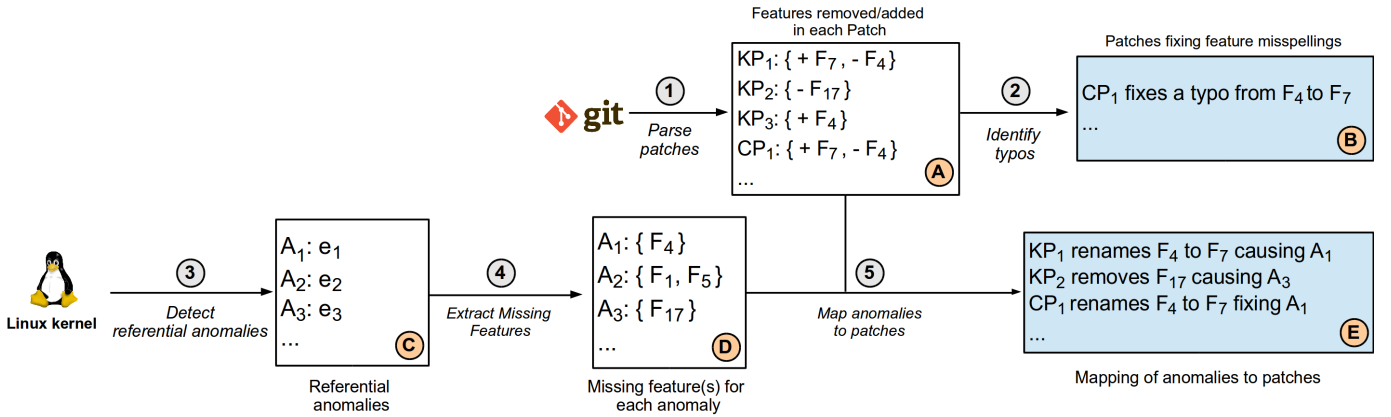 Features removed/added
in each Patch
KP₁: { + F₇ , - F₄}
KP₂: { - F₁₇ }
KP₃: { + F₄}
CP₁: { + F₇ , - F₄}
...
A
git
1
Parse
patches
2
Identify
typos
Patches fixing feature misspellings
CP₁ fixes a typo from F₄ to F₇
...
B
Linux kernel
3
Detect
referential anomalies
A₁: e₁
A₂: e₂
A₃: e₃
...
C
Referential
anomalies
4
Extract Missing
Features
A₁: { F₄ }
A₂: { F₁ , F₅ }
A₃: { F₁₇ }
...
D
Missing feature(s) for
each anomaly
5
Map anomalies
to patches
KP₁ renames F₄ to F₇ causing A₁
KP₂ removes F₁₇ causing A₃
CP₁ renames F₄ to F₇ fixing A₁
...
E
Mapping of anomalies to patches